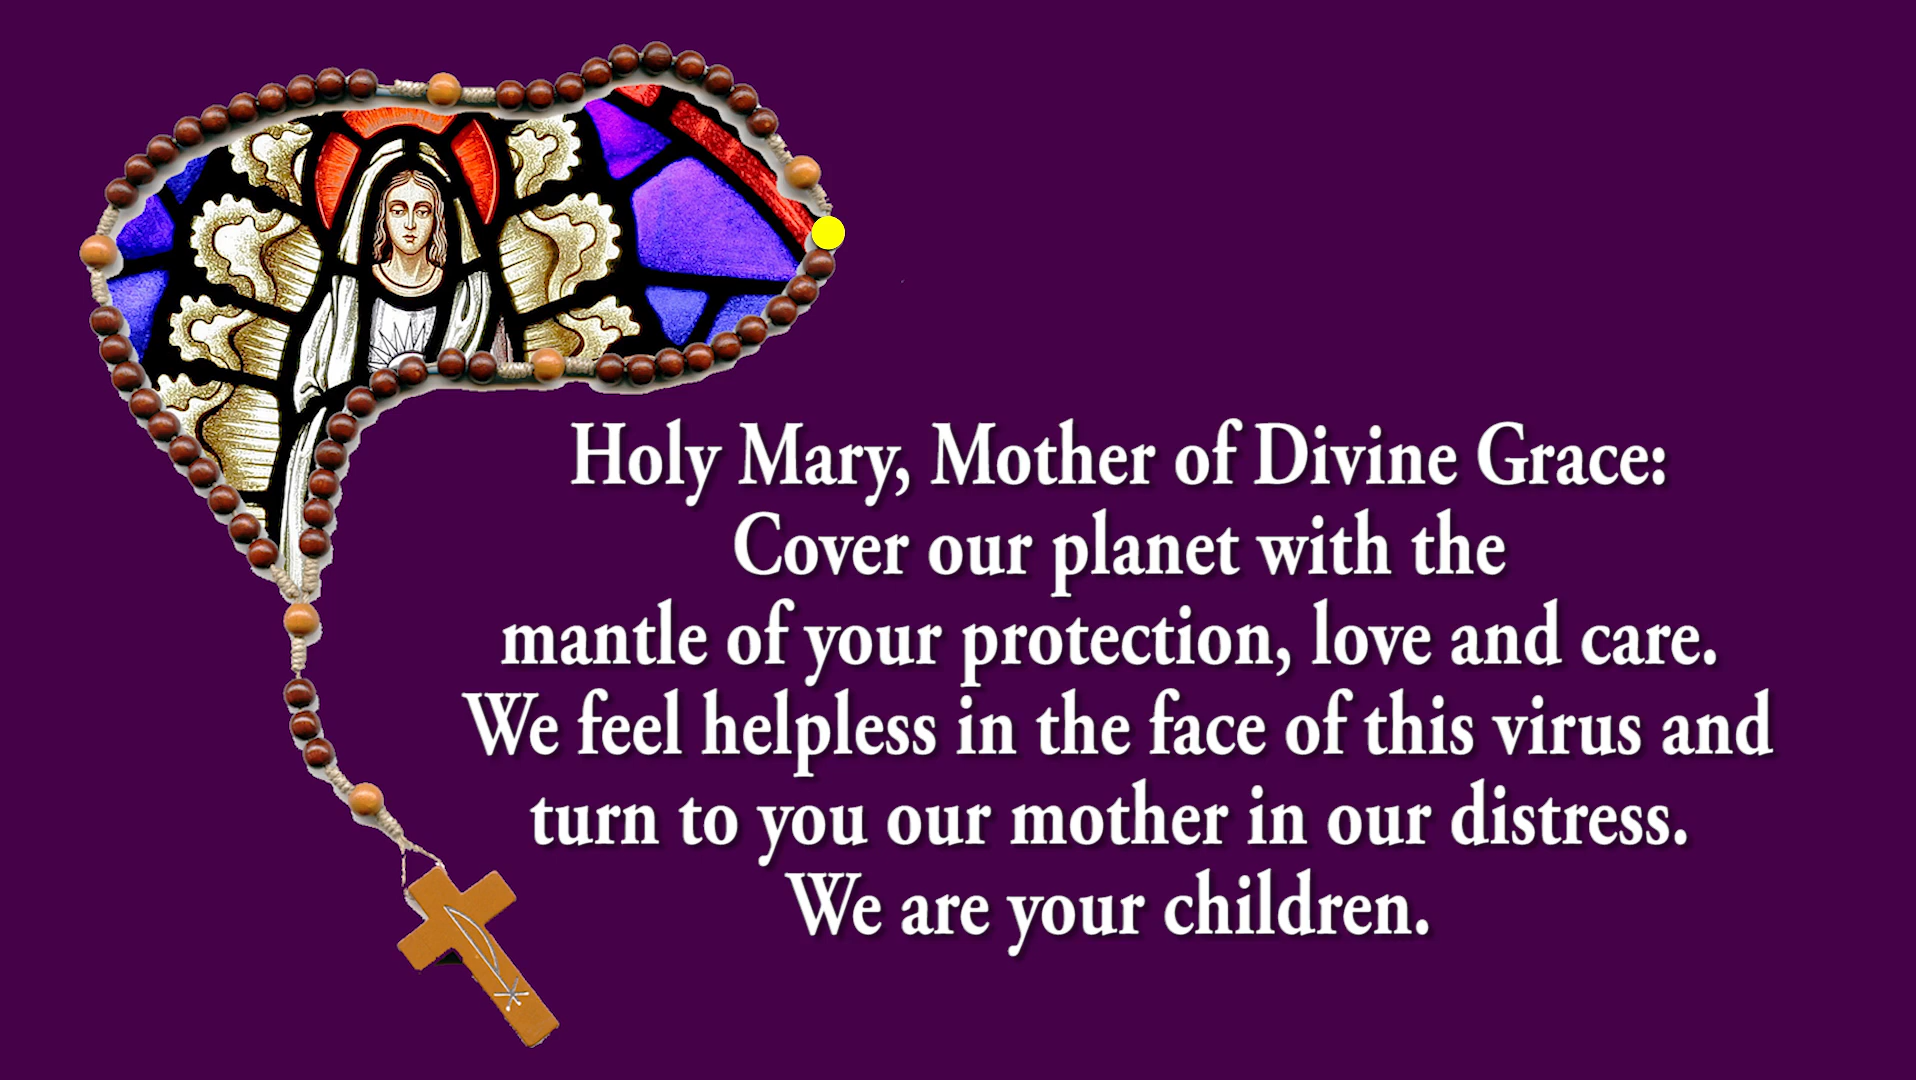 Holy Mary, Mother of Divine Grace:
Cover our planet with the
mantle of your protection, love and care.
We feel helpless in the face of this virus and
turn to you our mother in our distress.
We are your children.